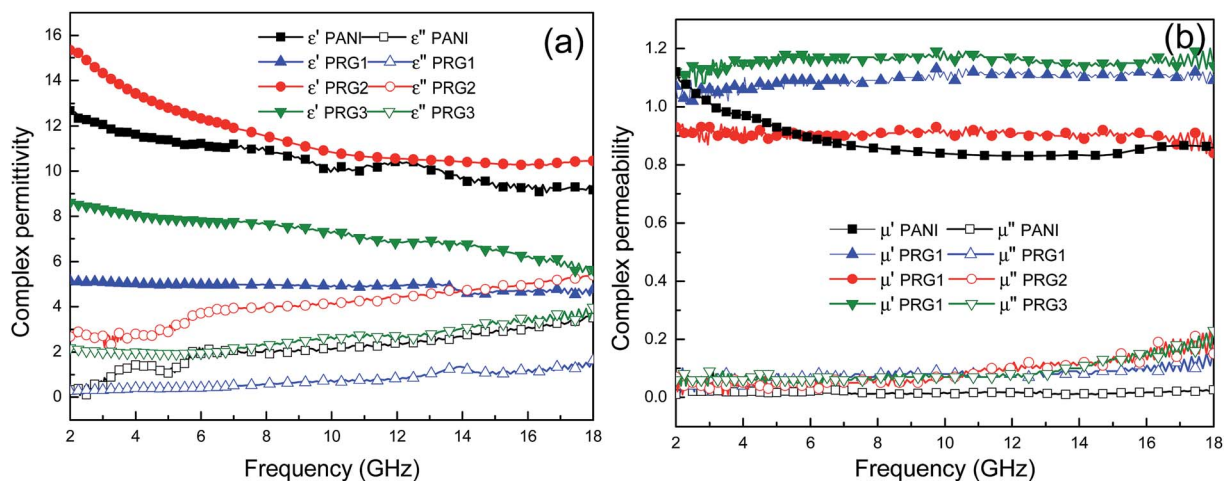 (a)
Complex permittivity
16
14
12
10
8
6
4
2
0
ε' PANI ε" PANI
ε' PRG1 ε" PRG1
ε' PRG2 ε" PRG2
ε' PRG3 ε" PRG3
2 4 6 8 10 12 14 16 18
Frequency (GHz)
(b)
Complex permeability
1.2
1.0
0.8
0.6
0.4
0.2
0.0
μ' PANI μ" PANI
μ' PRG1 μ" PRG1
μ' PRG1 μ" PRG2
μ' PRG1 μ" PRG3
2 4 6 8 10 12 14 16 18
Frequency (GHz)